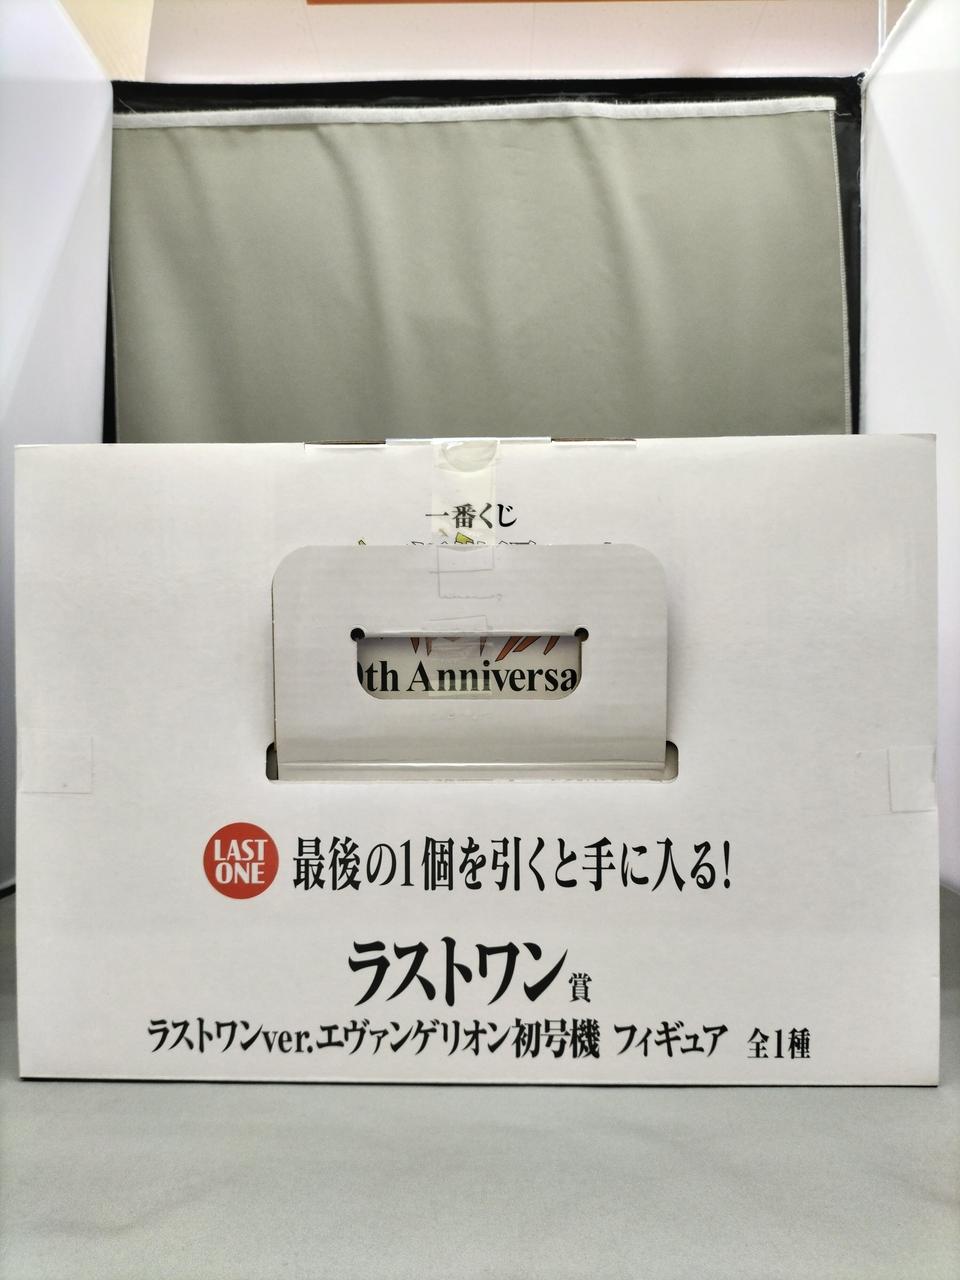 一番くじ
th Anniversa
LAST
ONE
最後の1個を引くと手に入る!
ラストワン賞
ラストワンver.エヴァンゲリオン初号機 フィギュア 全1種